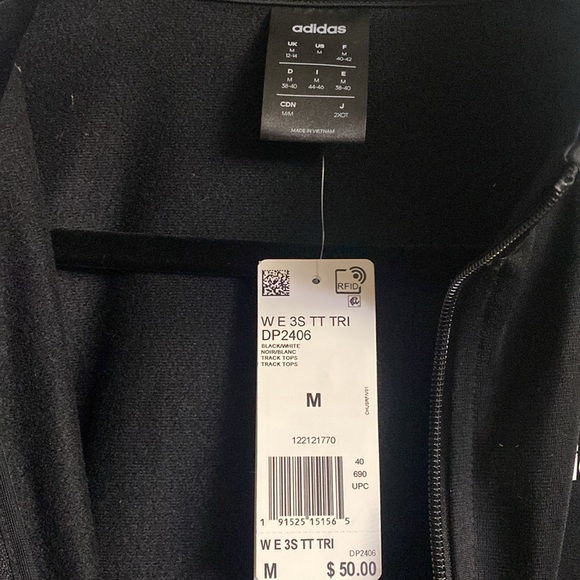 adidas
UK US F
M M M
12-14 40-42
D I E
M M M
38-40 44-46 38-40
CDN J
M/M 2XOT
MADE IN VIETNAM
RFID
W E 3S TT TRI
DP2406
BLACK/WHITE
NOIR/BLANC
TRACK TOPS
TRACK TOPS
M
122121770
40
690
UPC
1 91525 15156 5
W E 3S TT TRI
DP2406
M $ 50.00